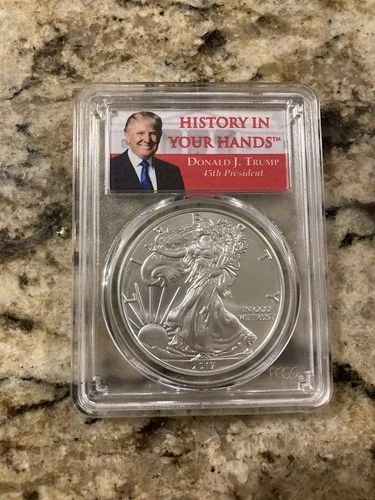 HISTORY IN
YOUR HANDS™
DONALD J. TRUMP
45th President
LIBERTY
IN GOD
WE TRUST
2017
PCGS